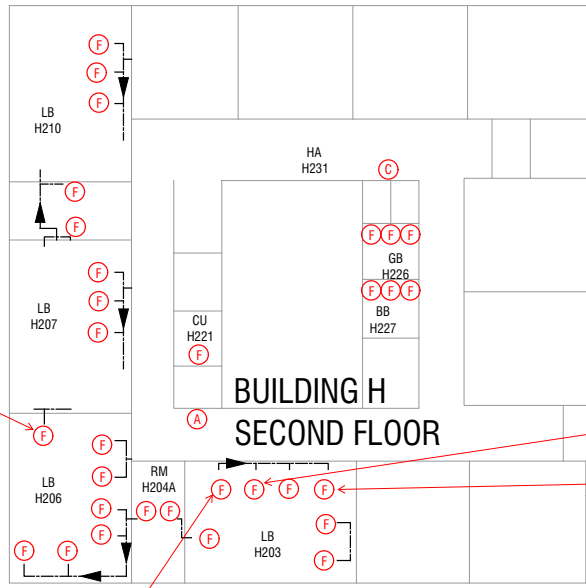 F
F
F
LB
H210
HA
H231
C
F
F
F F F
GB
H226
F
F
F
LB
H207
F F F
BB
H227
CU
H221
F
BUILDING H
SECOND FLOOR
A
F
F
F
LB
H206
RM
H204A
F F F F
F
F
F F
F
LB
H203
F
F
F F